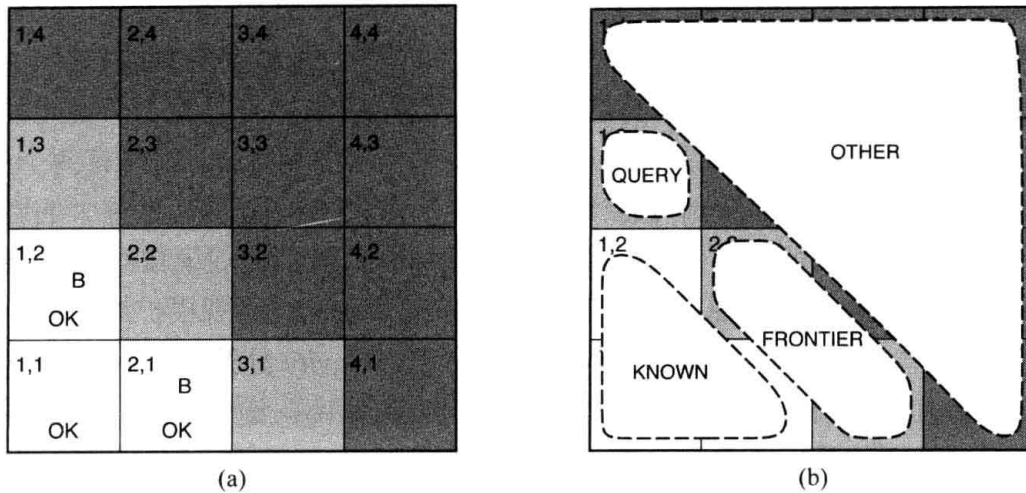 1,4 2,4 3,4 4,4
1,3 2,3 3,3 4,3
1,2 2,2 3,2 4,2
B
OK
1,1 2,1 3,1 4,1
B
OK OK
(a)
OTHER
QUERY
1,2
FRONTIER
KNOWN
(b)